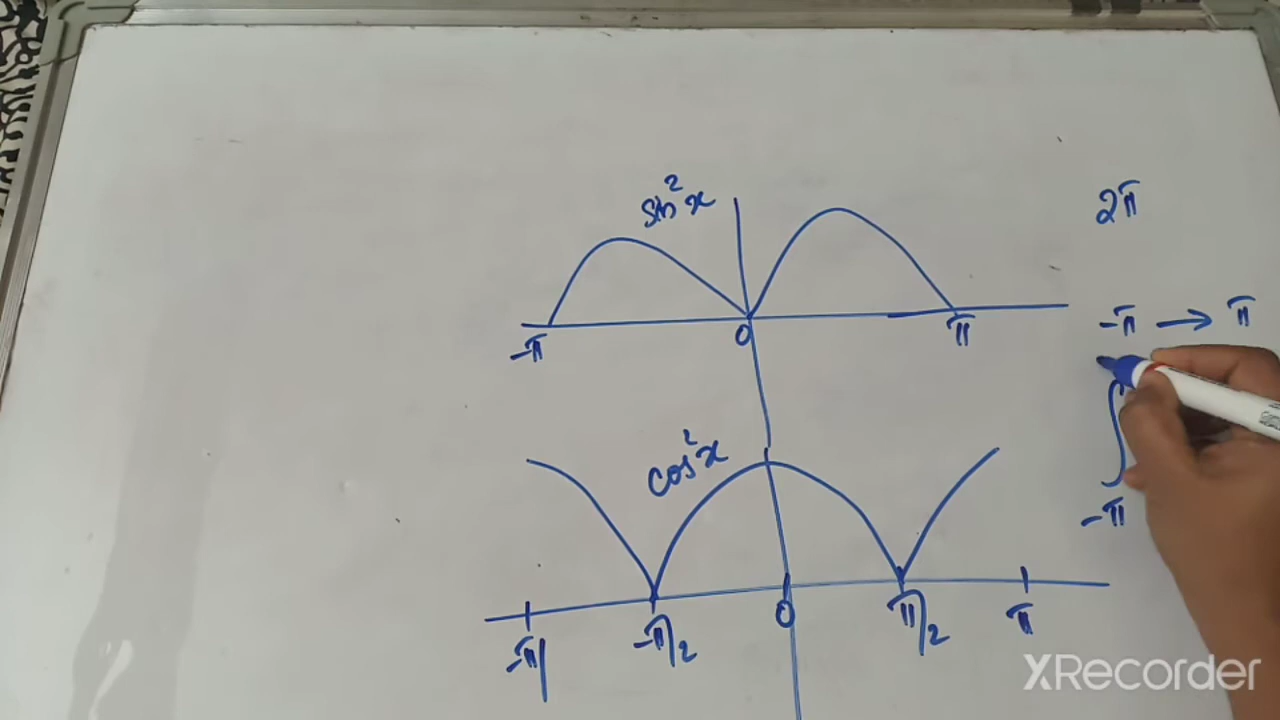 sin²x
2π
-π → π
-π 0 π
cos²x
∫
-π
-π -π/2 0 π/2 π
XRecorder